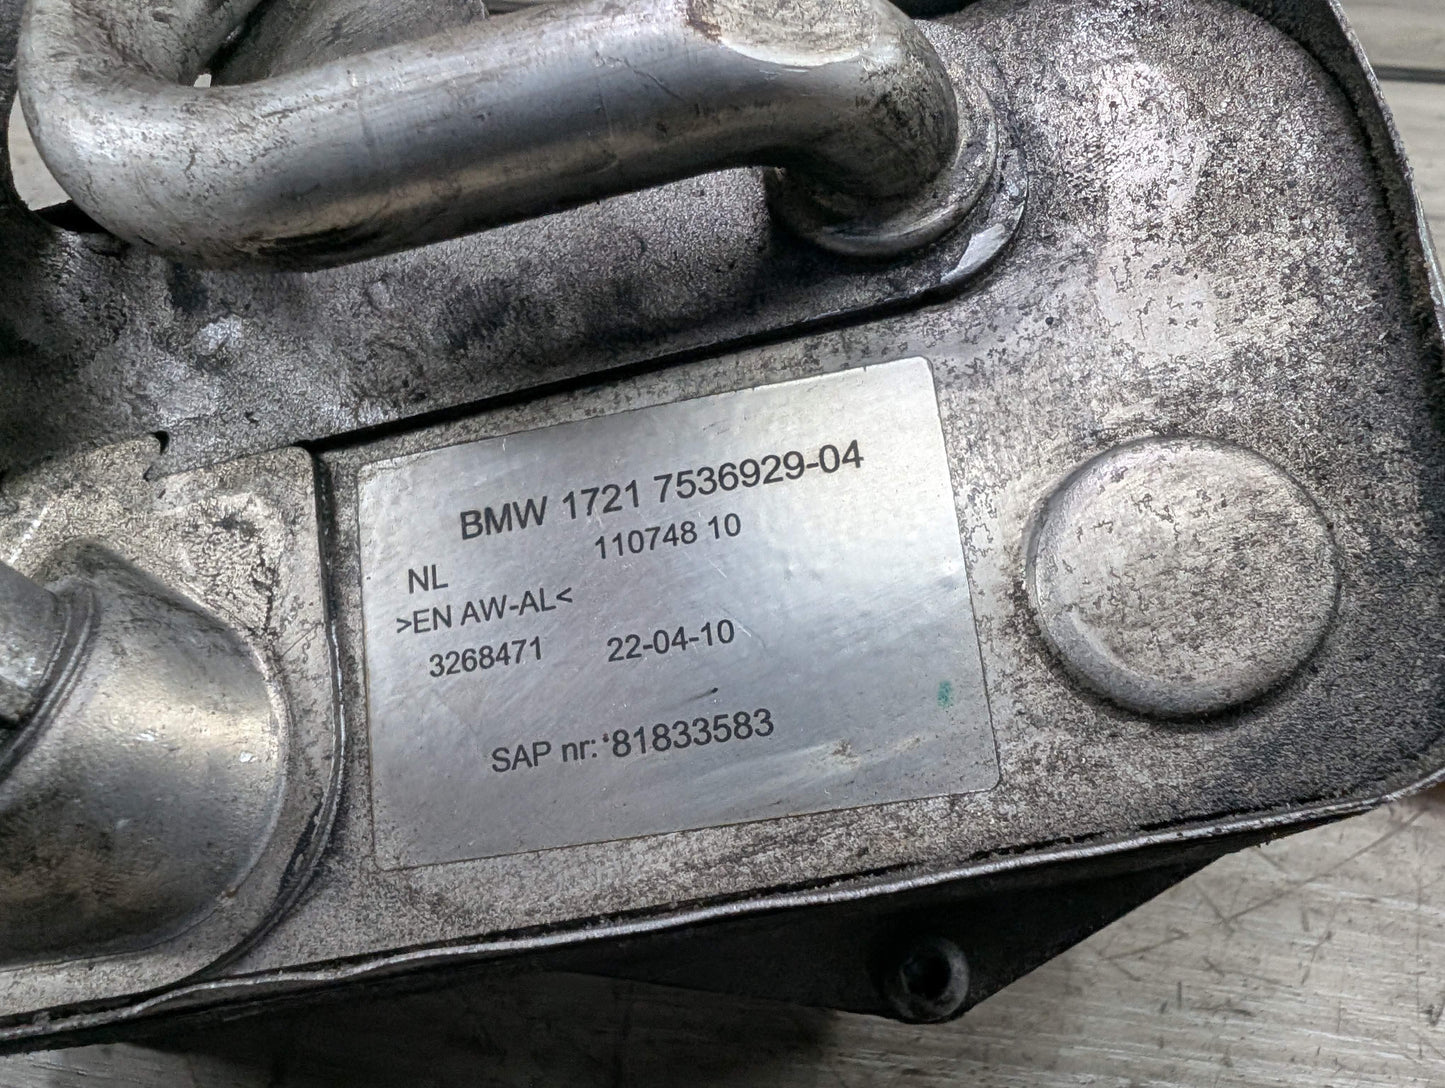 BMW 1721 7536929-04
110748 10
NL
>EN AW-AL<
3268471 22-04-10
SAP nr: '81833583